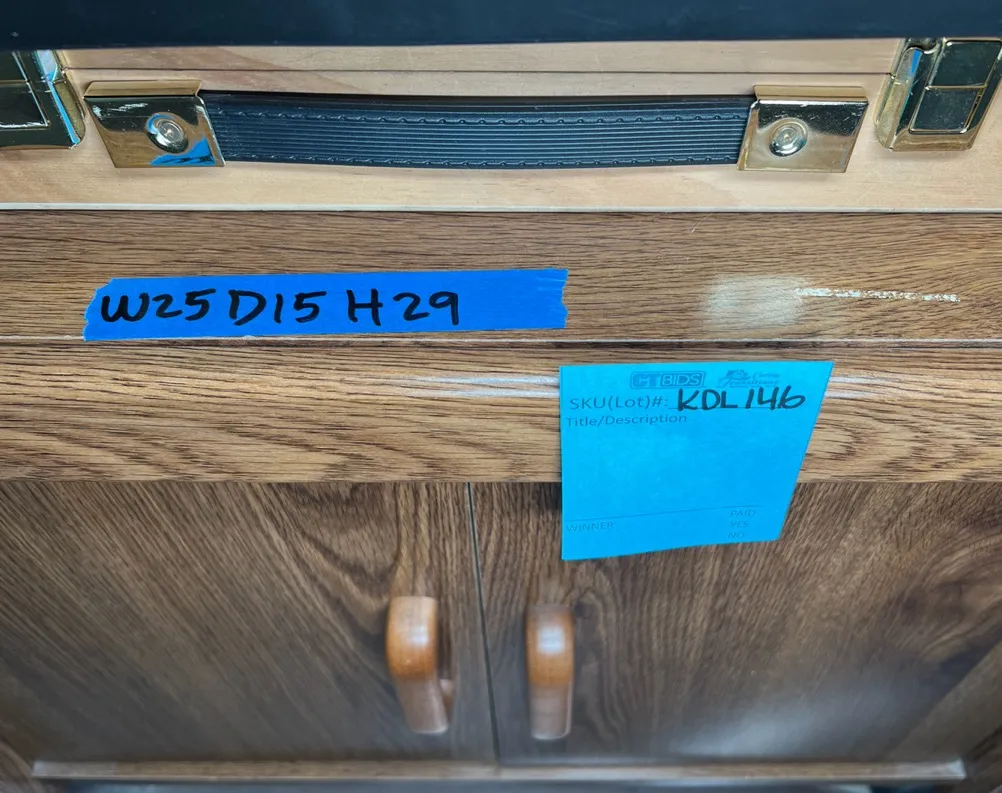 W25 D15 H29
CTBIDS
SKU(Lot)#: KDL146
Title/Description
WINNER
PAID
YES
NO